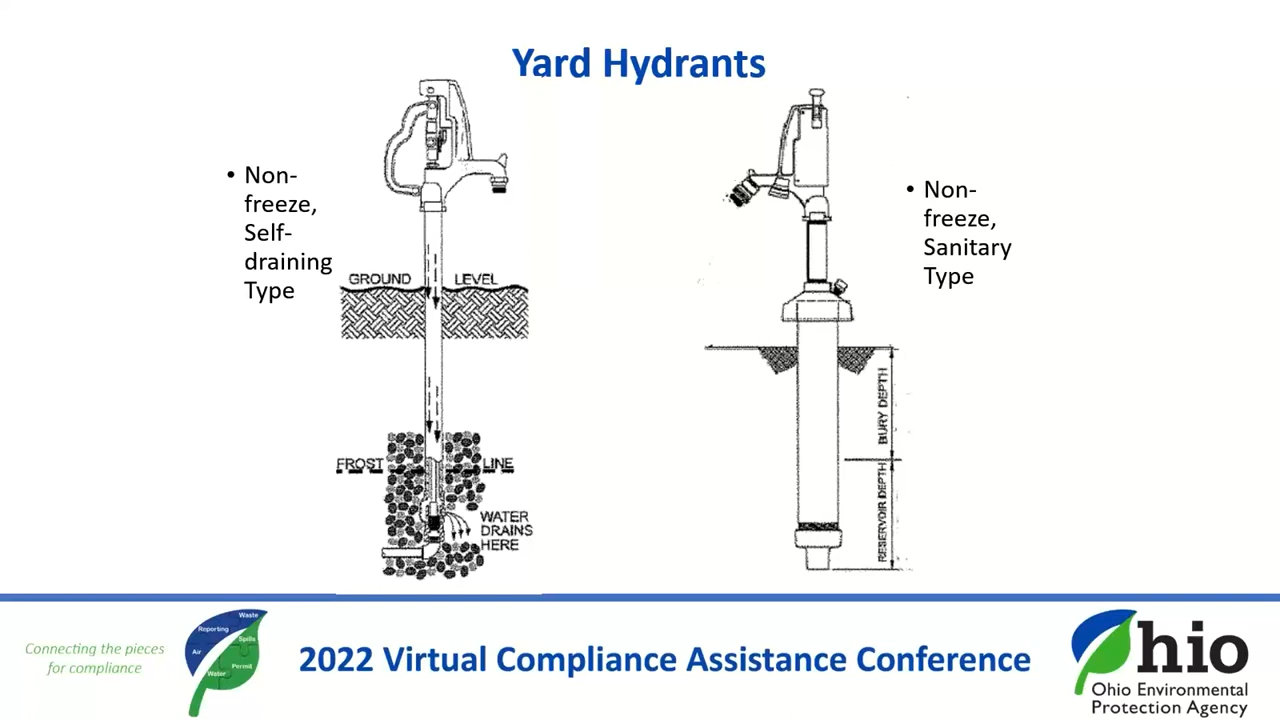 Yard Hydrants
• Non-
freeze,
Self-
draining
Type
GROUND LEVEL
FROST LINE
WATER
DRAINS
HERE
• Non-
freeze,
Sanitary
Type
BURY DEPTH
RESERVOIR DEPTH
Connecting the pieces
for compliance
Waste
Reporting
Spills
Air
Permit
Water
2022 Virtual Compliance Assistance Conference
Ohio
Ohio Environmental
Protection Agency